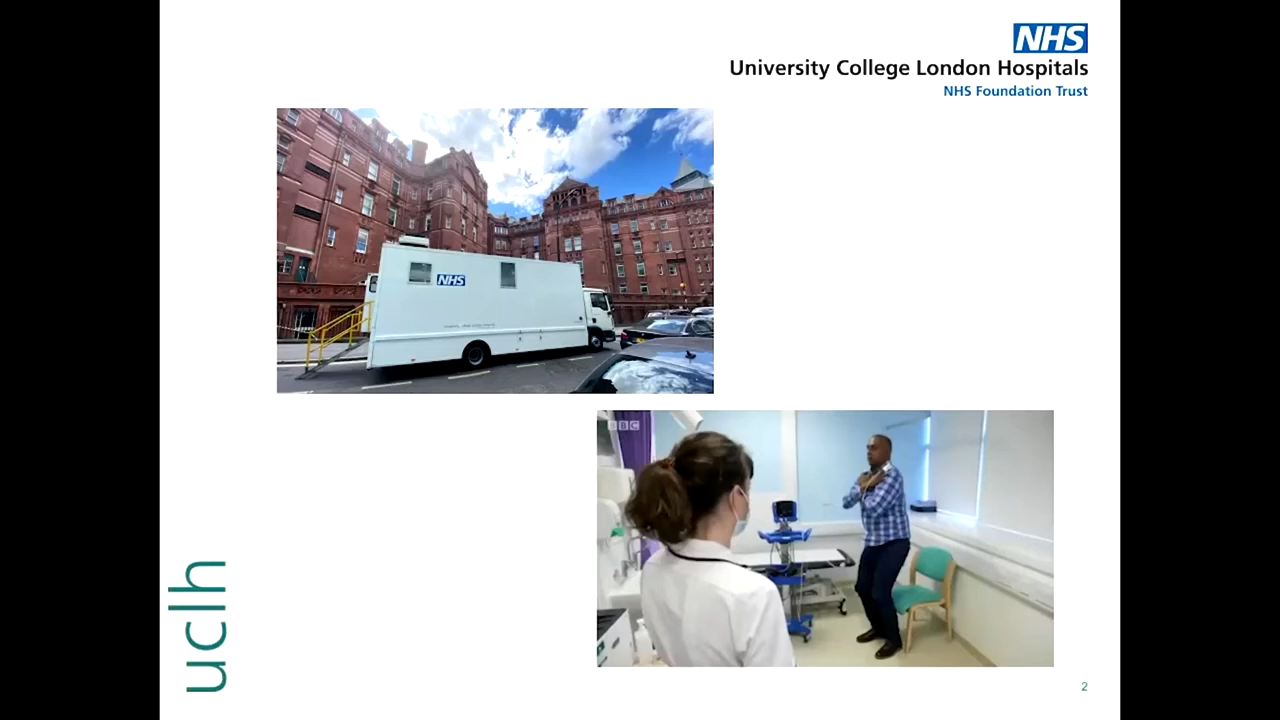 NHS
University College London Hospitals
NHS Foundation Trust
NHS
BBC
uclh
2